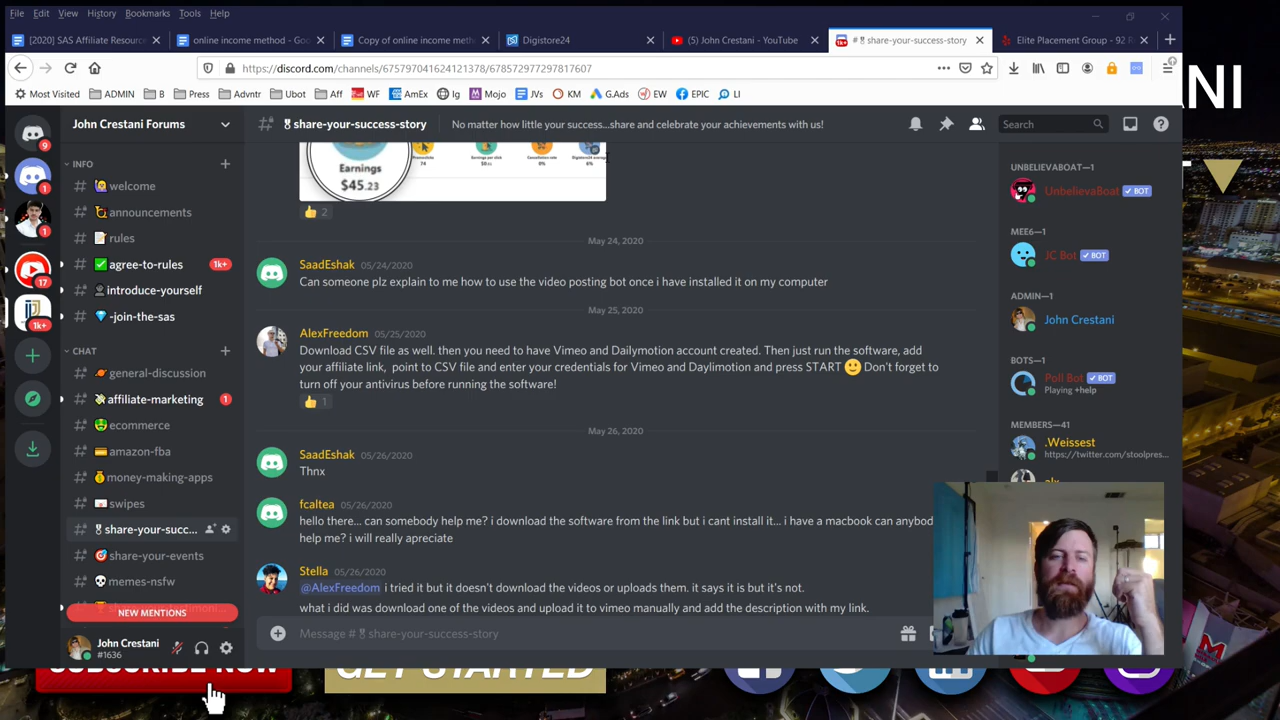 File Edit View History Bookmarks Tools Help
[2020] SAS Affiliate Resourc
online income method - Goo
Copy of online income meth
Digistore24
(5) John Crestani - YouTube
#🎖share-your-success-story
Elite Placement Group - 92 R
https://discord.com/channels/675797041624121378/678572977297817607
Most Visited ADMIN B Press Advntr Ubot Aff WF AmEx Ig Mojo JVs KM G.Ads EW EPIC LI
John Crestani Forums
# 🎖share-your-success-story
No matter how little your success...share and celebrate your achievements with us!
Search
INFO
welcome
announcements
rules
agree-to-rules 1K+
introduce-yourself
-join-the-sas
CHAT
general-discussion
affiliate-marketing 1
ecommerce
amazon-fba
money-making-apps
swipes
share-your-succ...
share-your-events
memes-nsfw
NEW MENTIONS
John Crestani
#1636
9
1
1
17
1K+
Earnings
$45.23
74
0%
6%
2
May 24, 2020
SaadEshak 05/24/2020
Can someone plz explain to me how to use the video posting bot once i have installed it on my computer
May 25, 2020
AlexFreedom 05/25/2020
Download CSV file as well. then you need to have Vimeo and Dailymotion account created. Then just run the software, add
your affiliate link, point to CSV file and enter your credentials for Vimeo and Daylimotion and press START 🙂 Don't forget to
turn off your antivirus before running the software!
1
May 26, 2020
SaadEshak 05/26/2020
Thnx
fcaltea 05/26/2020
hello there... can somebody help me? i download the software from the link but i cant install it... i have a macbook can anybod
help me? i will really apreciate
Stella 05/26/2020
@AlexFreedom i tried it but it doesn't download the videos or uploads them. it says it is but it's not.
what i did was download one of the videos and upload it to vimeo manually and add the description with my link.
Message #🎖share-your-success-story
UNBELIEVABOAT—1
UnbelievaBoat ✓ BOT
MEE6—1
JC Bot ✓ BOT
ADMIN—1
John Crestani
BOTS—1
Poll Bot ✓ BOT
Playing +help
MEMBERS—41
.Weissest
https://twitter.com/stoolpres...
ANI
SUBSCRIBE NOW
GET STARTED